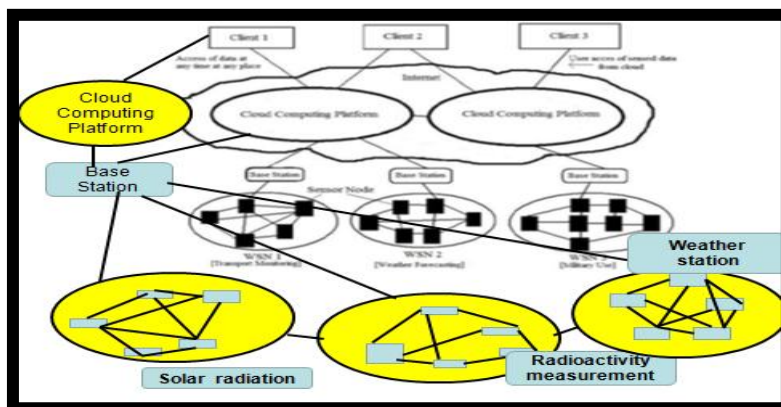 Client 1
Client 2
Client 3
Access of data at
any time at any place
User acces of sensed data
from cloud
Internet
Cloud
Computing
Platform
Cloud Computing Platform
Cloud Computing Platform
Base
Station
Base Station
Base Station
Base Station
Sensor Node
WSN 1
[Transport Monitoring]
WSN 2
[Weather Forecasting]
WSN 3
[Military Use]
Weather
station
Solar radiation
Radioactivity
measurement